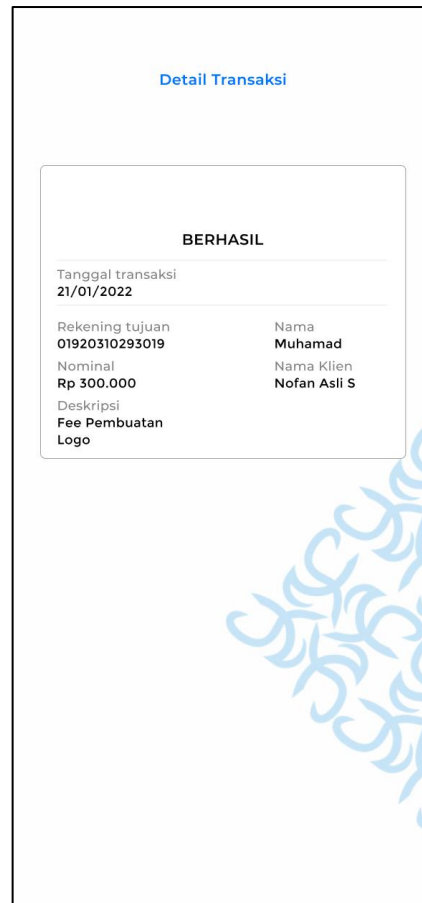 Detail Transaksi
BERHASIL
Tanggal transaksi
21/01/2022
Rekening tujuan
01920310293019
Nama
Muhamad
Nominal
Rp 300.000
Nama Klien
Nofan Asli S
Deskripsi
Fee Pembuatan
Logo